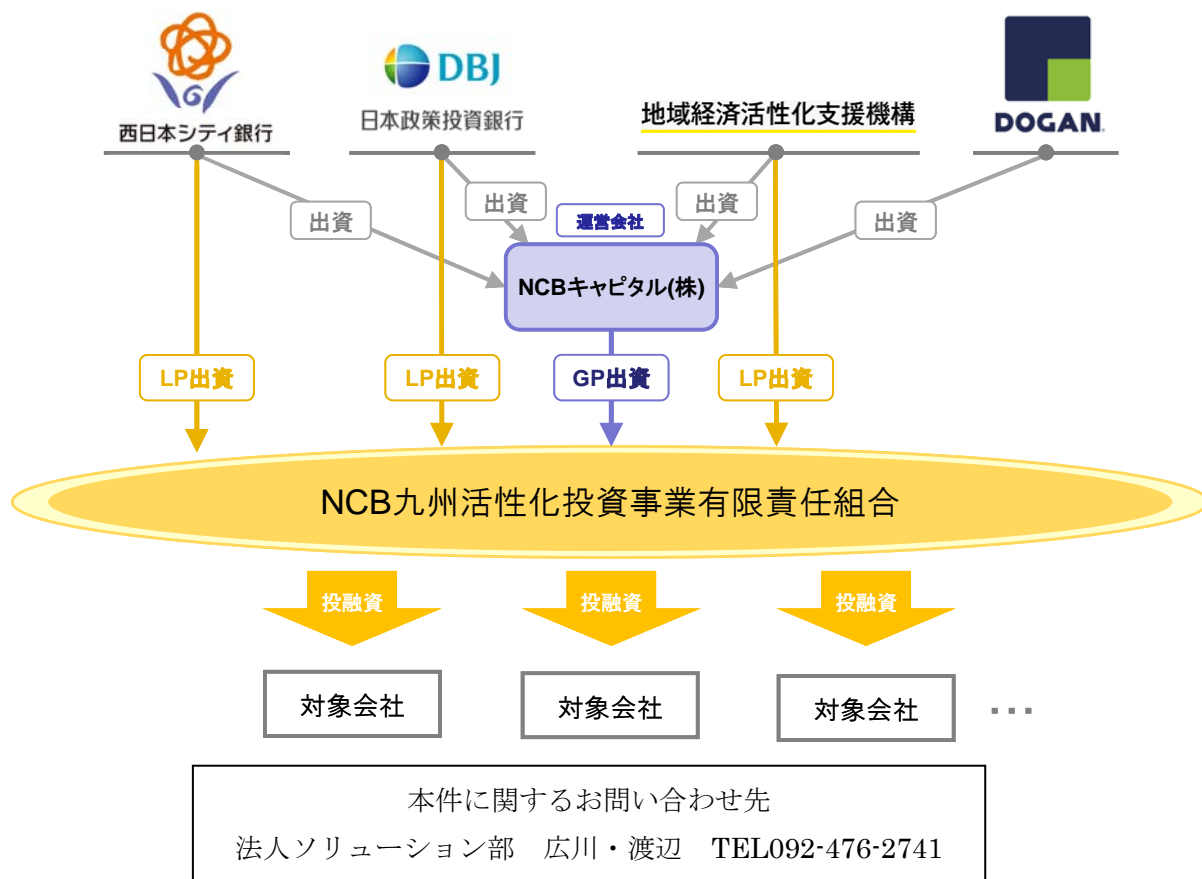 西日本シティ銀行
DBJ
日本政策投資銀行
地域経済活性化支援機構
DOGAN
出資
出資
出資
出資
運営会社
NCBキャピタル(株)
LP出資
LP出資
GP出資
LP出資
NCB九州活性化投資事業有限責任組合
投融資
投融資
投融資
対象会社
対象会社
対象会社
...
本件に関するお問い合わせ先
法人ソリューション部 広川・渡辺 TEL092-476-2741